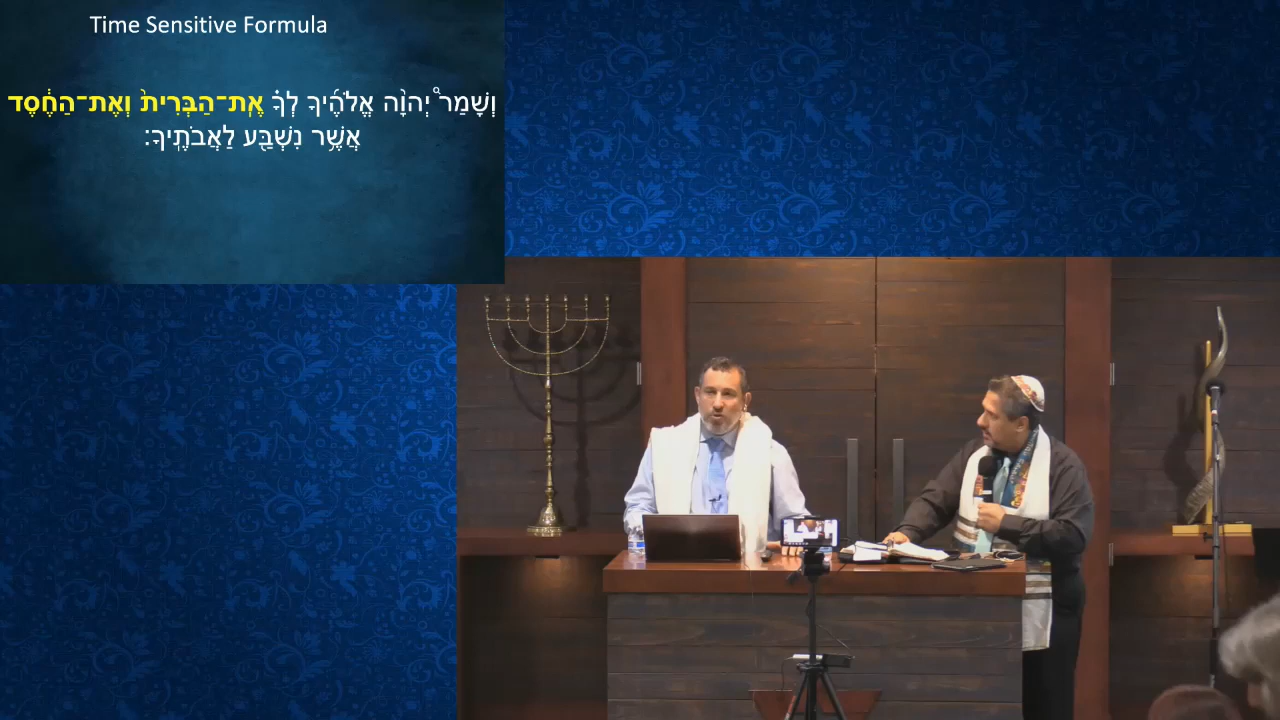 Time Sensitive Formula
וְשָׁמַר֩ יְהוָ֨ה אֱלֹהֶ֜יךָ לְךָ֗ אֶֽת־הַבְּרִית֙ וְאֶת־הַחֶ֔סֶד
אֲשֶׁ֥ר נִשְׁבַּ֖ע לַאֲבֹתֶֽיךָ׃